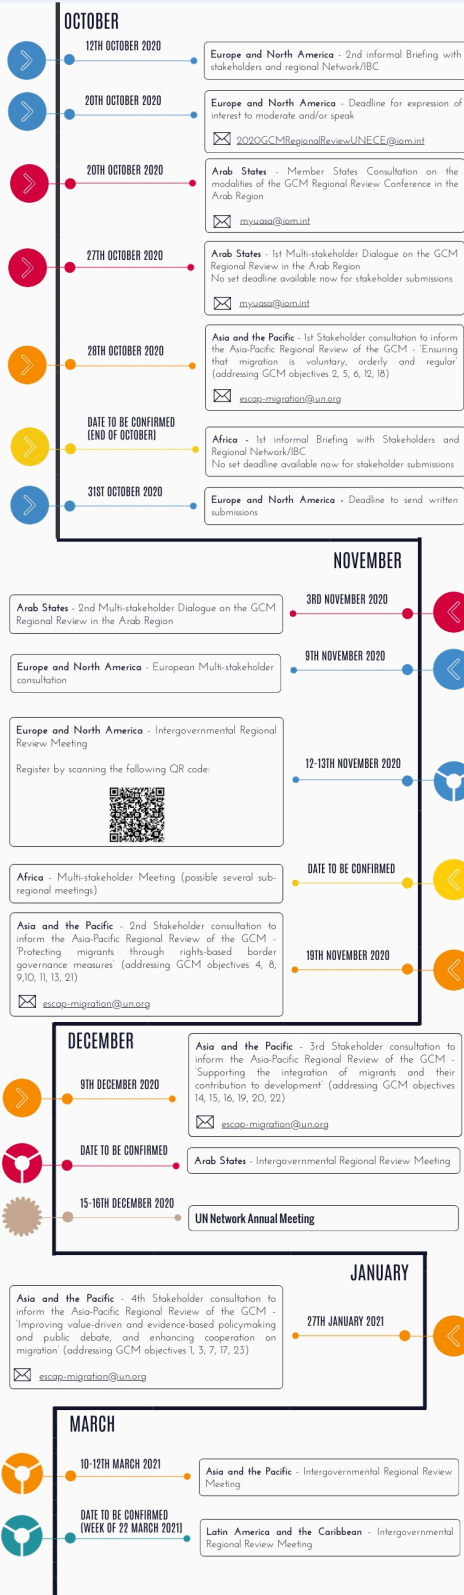 OCTOBER
12TH OCTOBER 2020
Europe and North America - 2nd informal Briefing with
stakeholders and regional Network/IBC
20TH OCTOBER 2020
Europe and North America - Deadline for expression of
interest to moderate and/or speak
2020GCMRegionalReviewUNECE@iom.int
20TH OCTOBER 2020
Arab States - Member States Consultation on the
modalities of the GCM Regional Review Conference in the
Arab Region
myuasa@iom.int
27TH OCTOBER 2020
Arab States - 1st Multi-stakeholder Dialogue on the GCM
Regional Review in the Arab Region
No set deadline available now for stakeholder submissions
myuasa@iom.int
28TH OCTOBER 2020
Asia and the Pacific - 1st Stakeholder consultation to inform
the Asia-Pacific Regional Review of the GCM - 'Ensuring
that migration is voluntary, orderly and regular'
(addressing GCM objectives 2, 5, 6, 12, 18)
escap-migration@un.org
DATE TO BE CONFIRMED
(END OF OCTOBER)
Africa - 1st informal Briefing with Stakeholders and
Regional Network/IBC
No set deadline available now for stakeholder submissions
31ST OCTOBER 2020
Europe and North America - Deadline to send written
submissions
NOVEMBER
3RD NOVEMBER 2020
Arab States - 2nd Multi-stakeholder Dialogue on the GCM
Regional Review in the Arab Region
9TH NOVEMBER 2020
Europe and North America - European Multi-stakeholder
consultation
Europe and North America - Intergovernmental Regional
Review Meeting
Register by scanning the following QR code:
12-13TH NOVEMBER 2020
DATE TO BE CONFIRMED
Africa - Multi-stakeholder Meeting (possible several sub-
regional meetings)
Asia and the Pacific - 2nd Stakeholder consultation to
inform the Asia-Pacific Regional Review of the GCM -
'Protecting migrants through rights-based border
governance measures' (addressing GCM objectives 4, 8,
9,10, 11, 13, 21)
escap-migration@un.org
19TH NOVEMBER 2020
DECEMBER
9TH DECEMBER 2020
Asia and the Pacific - 3rd Stakeholder consultation to
inform the Asia-Pacific Regional Review of the GCM -
'Supporting the integration of migrants and their
contribution to development' (addressing GCM objectives
14, 15, 16, 19, 20, 22)
escap-migration@un.org
DATE TO BE CONFIRMED
Arab States - Intergovernmental Regional Review Meeting
15-16TH DECEMBER 2020
UN Network Annual Meeting
JANUARY
Asia and the Pacific - 4th Stakeholder consultation to
inform the Asia-Pacific Regional Review of the GCM -
'Improving value-driven and evidence-based policymaking
and public debate, and enhancing cooperation on
migration' (addressing GCM objectives 1, 3, 7, 17, 23)
escap-migration@un.org
27TH JANUARY 2021
MARCH
10-12TH MARCH 2021
Asia and the Pacific - Intergovernmental Regional Review
Meeting
DATE TO BE CONFIRMED
(WEEK OF 22 MARCH 2021)
Latin America and the Caribbean - Intergovernmental
Regional Review Meeting